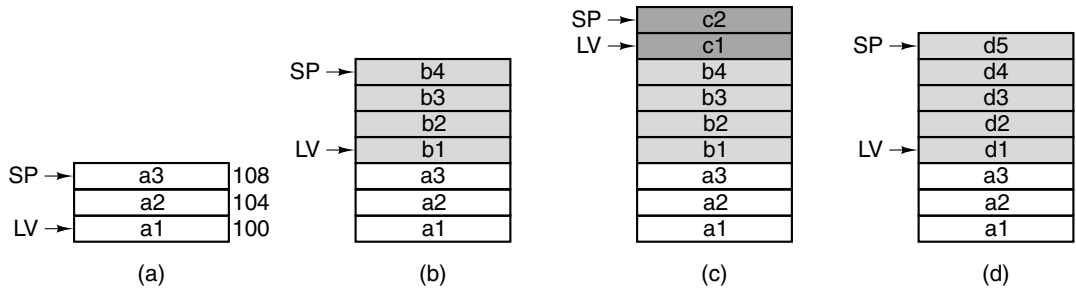 SP a3 108
a2 104
LV a1 100
(a)
SP b4
b3
b2
LV b1
a3
a2
a1
(b)
SP c2
LV c1
b4
b3
b2
b1
a3
a2
a1
(c)
SP d5
d4
d3
d2
LV d1
a3
a2
a1
(d)